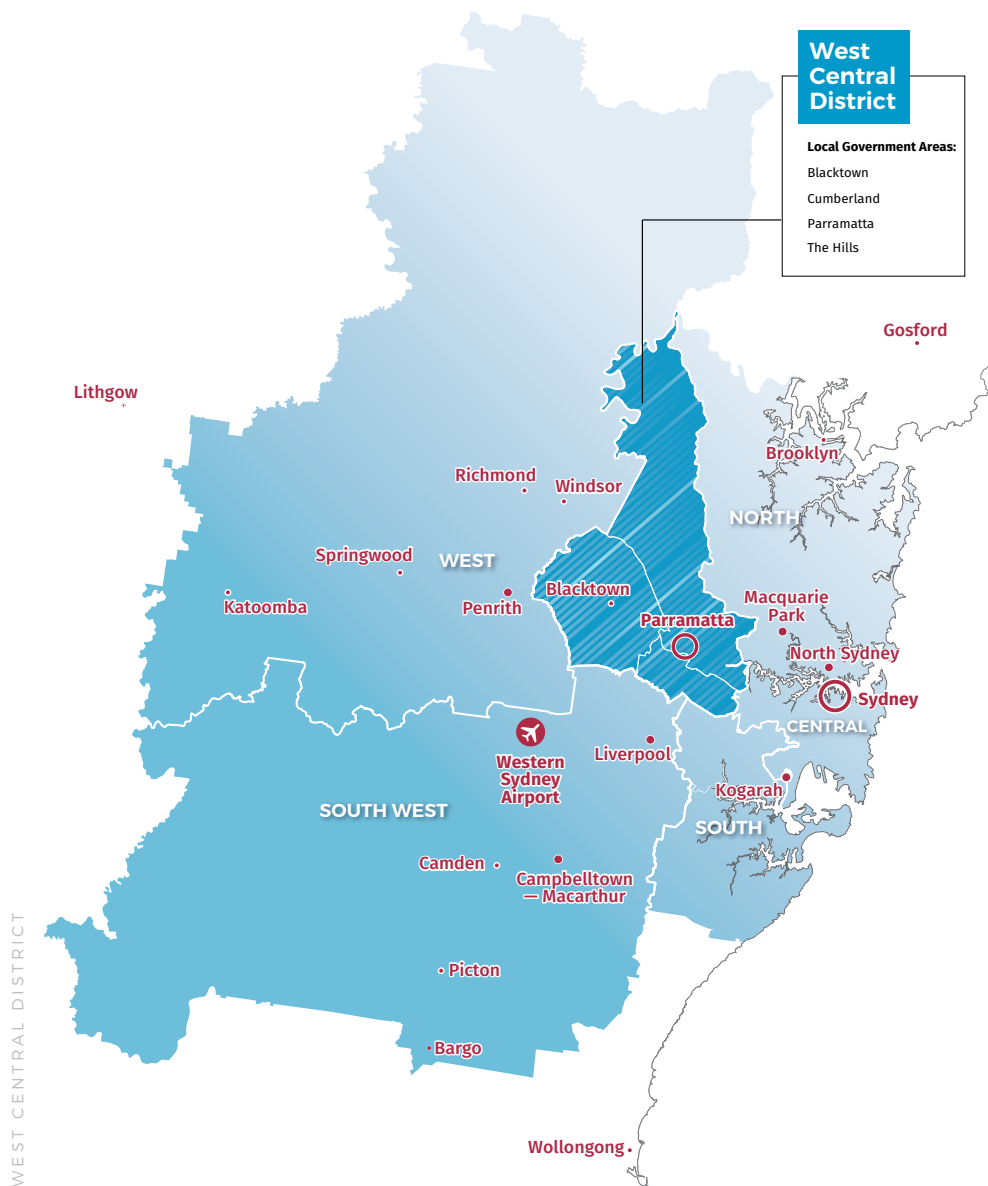 West
Central
District
Local Government Areas:
Blacktown
Cumberland
Parramatta
The Hills
Gosford
Lithgow
Brooklyn
Richmond
Windsor
NORTH
Springwood
WEST
Blacktown
Katoomba
Penrith
Macquarie
Park
Parramatta
North Sydney
Sydney
CENTRAL
Liverpool
Western
Sydney
Airport
Kogarah
SOUTH WEST
SOUTH
Camden
Campbelltown
— Macarthur
Picton
Bargo
Wollongong
WEST CENTRAL DISTRICT